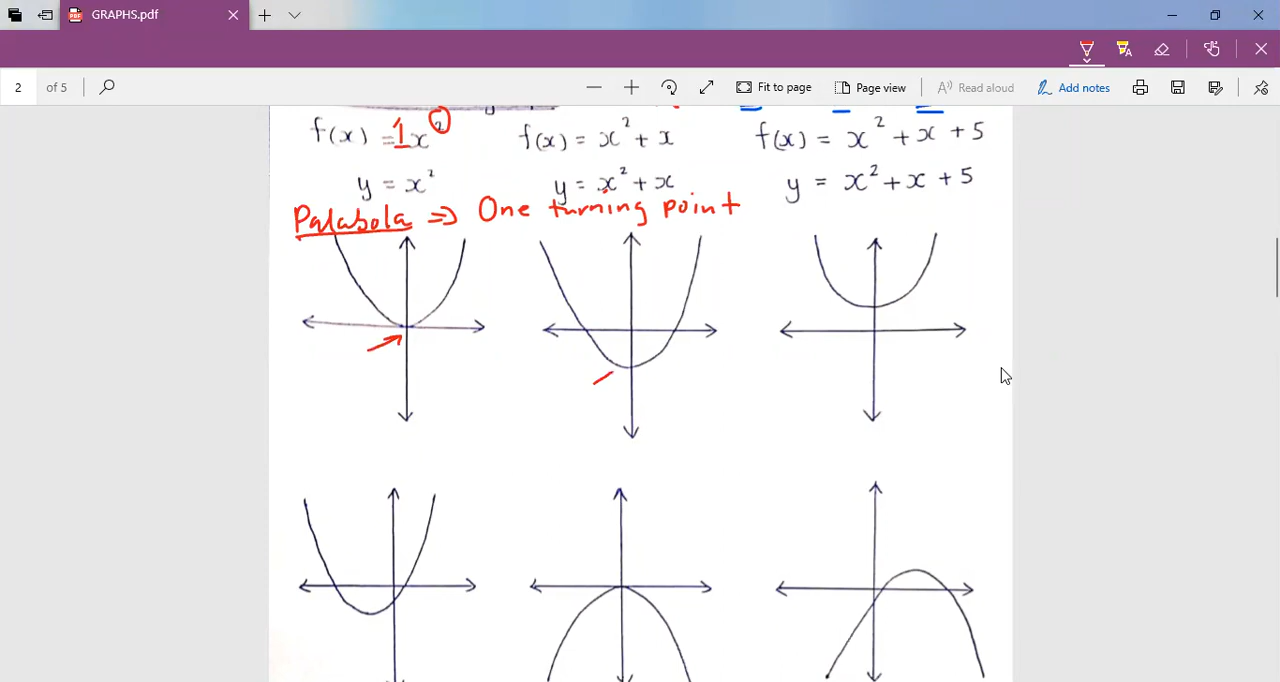 GRAPHS.pdf
2 of 5
Fit to page
Page view
Read aloud
Add notes
f(x) = 1x²
f(x) = x² + x
f(x) = x² + x + 5
y = x²
y = x² + x
y = x² + x + 5
Palabola ⇒ One turning point